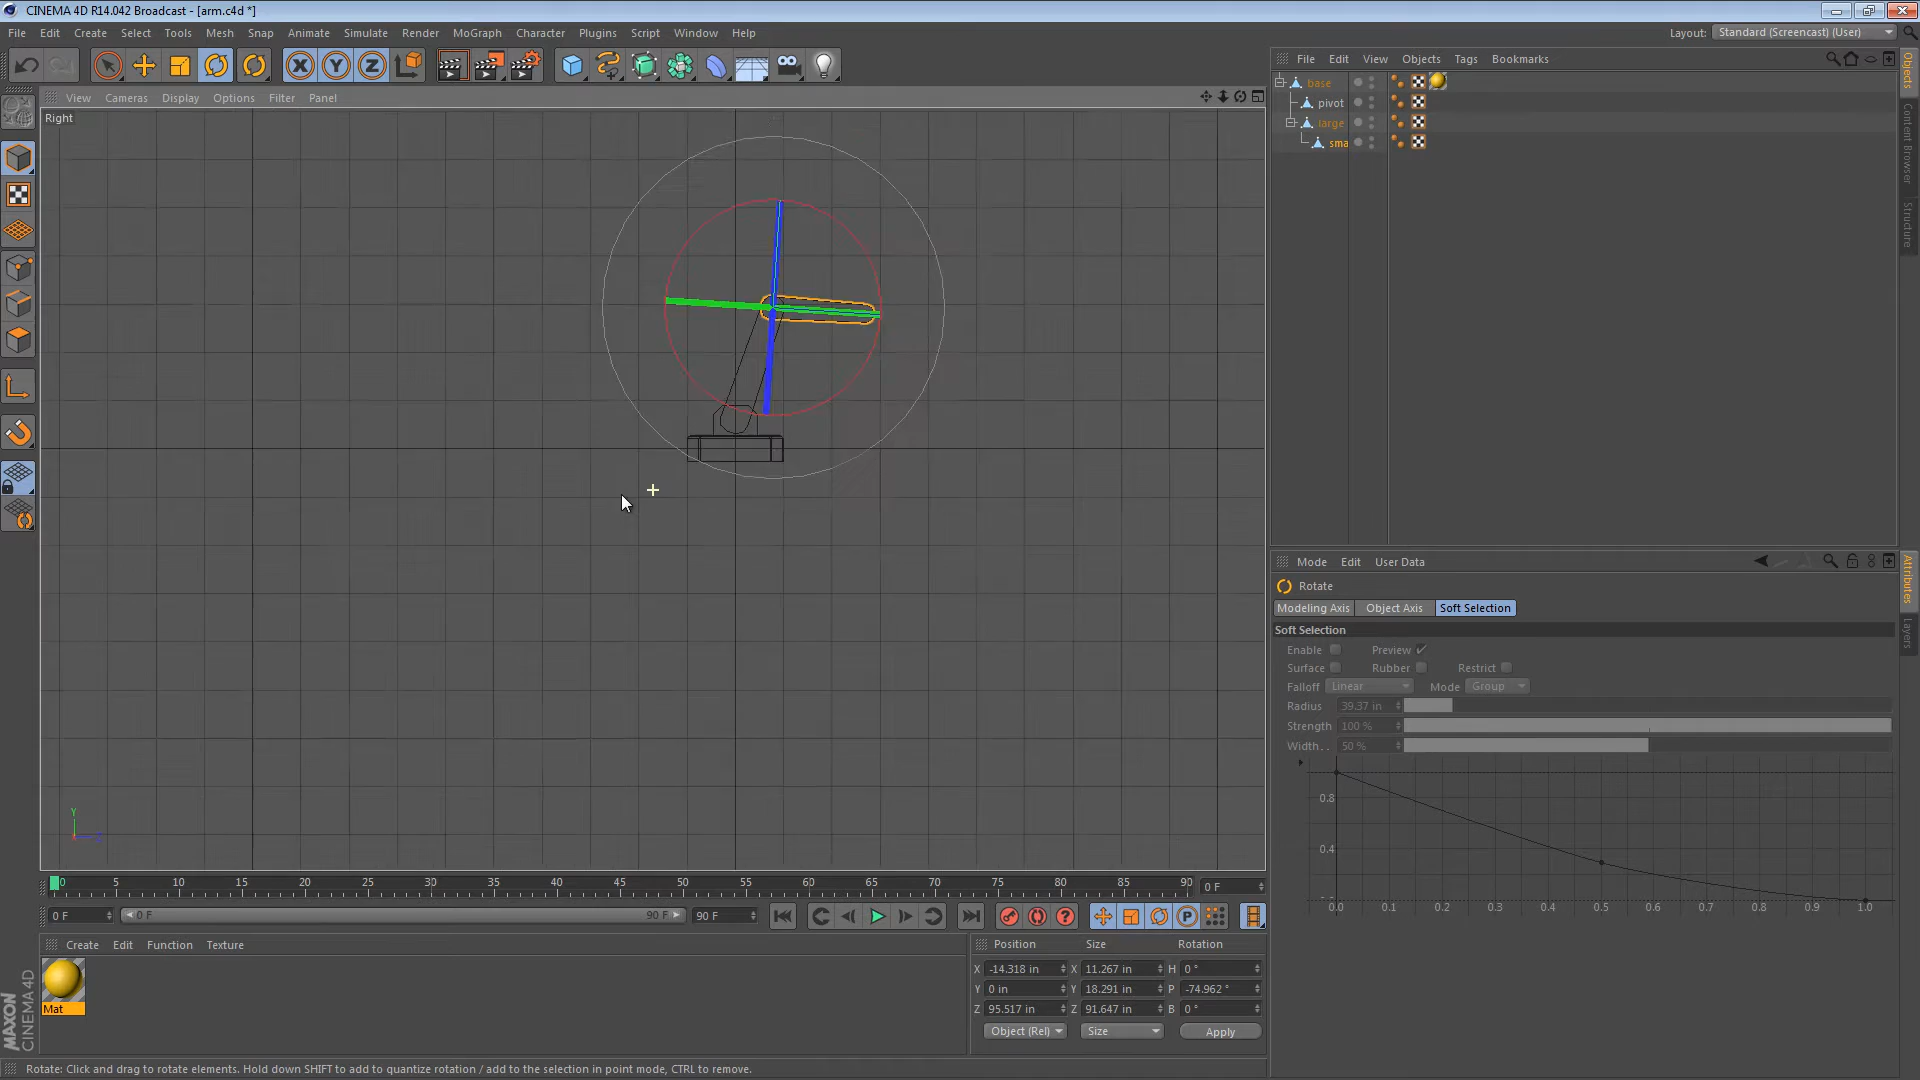 CINEMA 4D R14.042 Broadcast - [arm.c4d *]
File Edit Create Select Tools Mesh Snap Animate Simulate Render MoGraph Character Plugins Script Window Help
Layout: Standard (Screencast) (User)
X Y Z
File Edit View Objects Tags Bookmarks
base
pivot
large
sma
Objects
Content Browser
Structure
View Cameras Display Options Filter Panel
Right
Y
Z
Mode Edit User Data
Rotate
Modeling Axis Object Axis Soft Selection
Soft Selection
Enable Preview
Surface Rubber Restrict
Falloff Linear Mode Group
Radius 39.37 in
Strength 100 %
Width . . 50 %
0.8
0.4
0.0 0.1 0.2 0.3 0.4 0.5 0.6 0.7 0.8 0.9 1.0
Attributes
Layers
0 5 10 15 20 25 30 35 40 45 50 55 60 65 70 75 80 85 90
0 F
0 F 0 F 90 F 90 F
P
Create Edit Function Texture
Mat
Position Size Rotation
X -14.318 in X 11.267 in H 0 °
Y 0 in Y 18.291 in P -74.962 °
Z 95.517 in Z 91.647 in B 0 °
Object (Rel) Size Apply
MAXON
CINEMA 4D
Rotate: Click and drag to rotate elements. Hold down SHIFT to add to quantize rotation / add to the selection in point mode, CTRL to remove.